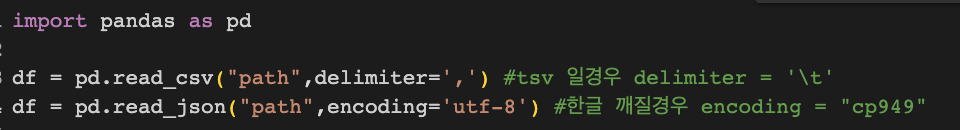 import pandas as pd
df = pd.read_csv("path",delimiter=',') #tsv 일경우 delimiter = '\t'
df = pd.read_json("path",encoding='utf-8') #한글 깨질경우 encoding = "cp949"